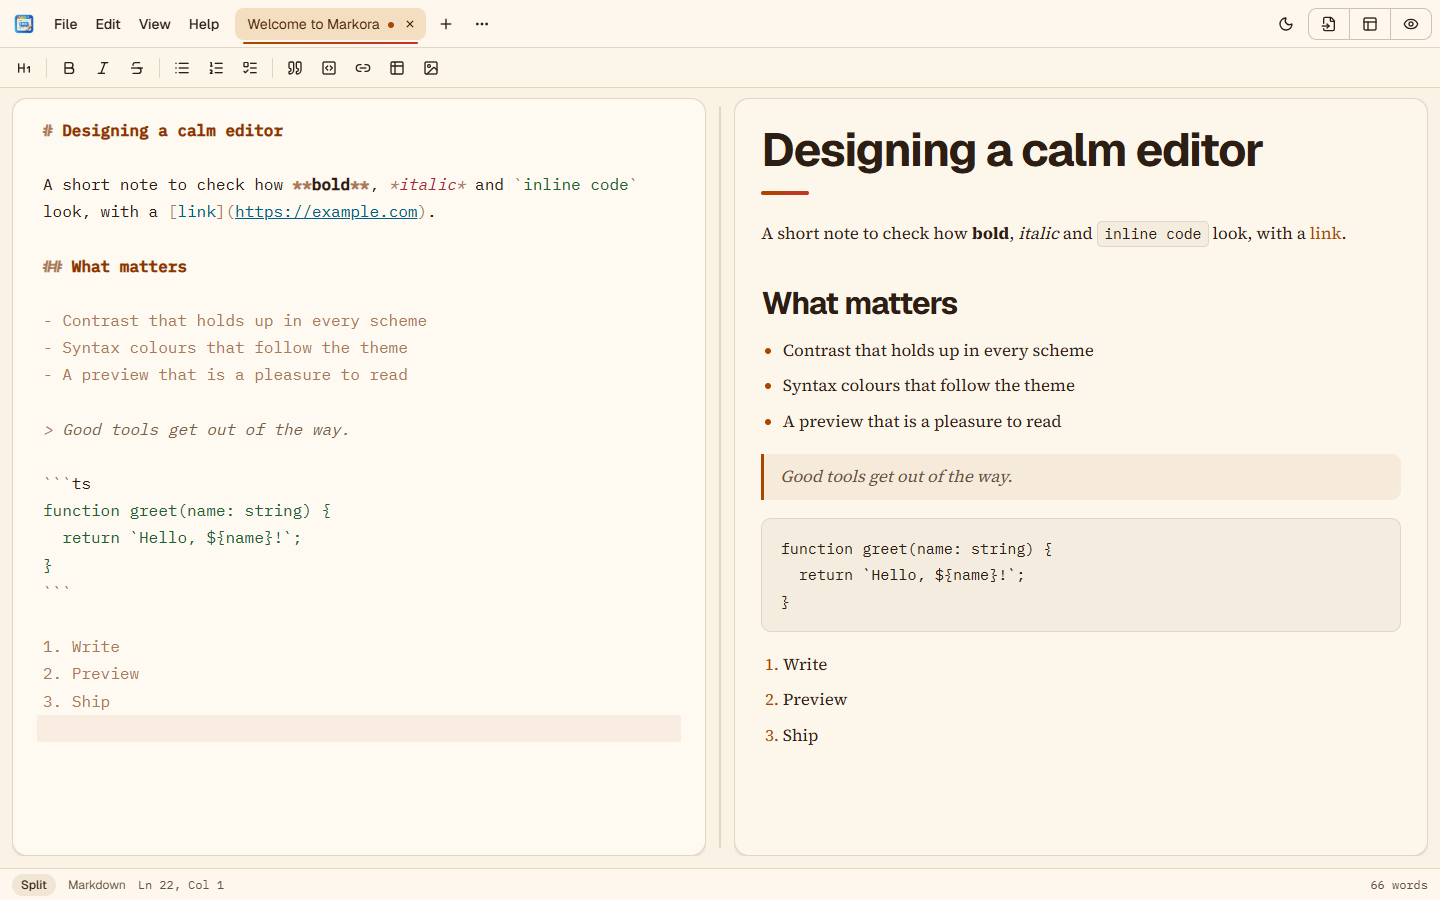 File Edit View Help Welcome to Markora
H1
# Designing a calm editor
A short note to check how **bold**, *italic* and `inline code`
look, with a [link](https://example.com).
## What matters
- Contrast that holds up in every scheme
- Syntax colours that follow the theme
- A preview that is a pleasure to read
> Good tools get out of the way.
```ts
function greet(name: string) {
  return `Hello, ${name}!`;
}
```
1. Write
2. Preview
3. Ship
Designing a calm editor
A short note to check how bold, italic and inline code look, with a link.
What matters
• Contrast that holds up in every scheme
• Syntax colours that follow the theme
• A preview that is a pleasure to read
Good tools get out of the way.
function greet(name: string) {
  return `Hello, ${name}!`;
}
1. Write
2. Preview
3. Ship
Split Markdown Ln 22, Col 1
66 words